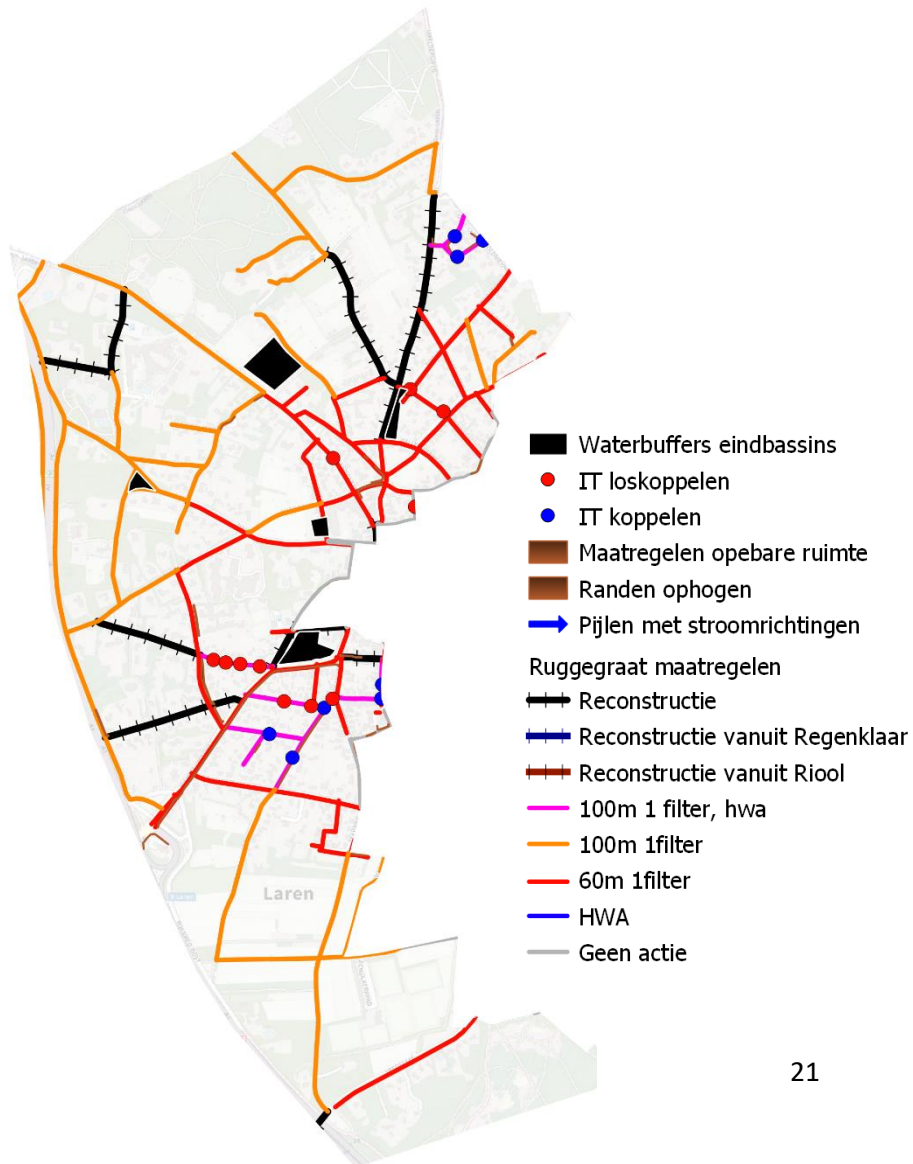 Waterbuffers eindbassins
IT loskoppelen
IT koppelen
Maatregelen opebare ruimte
Randen ophogen
Pijlen met stroomrichtingen
Ruggegraat maatregelen
Reconstructie
Reconstructie vanuit Regenklaar
Reconstructie vanuit Riool
100m 1 filter, hwa
100m 1filter
60m 1filter
HWA
Geen actie
Laren
21